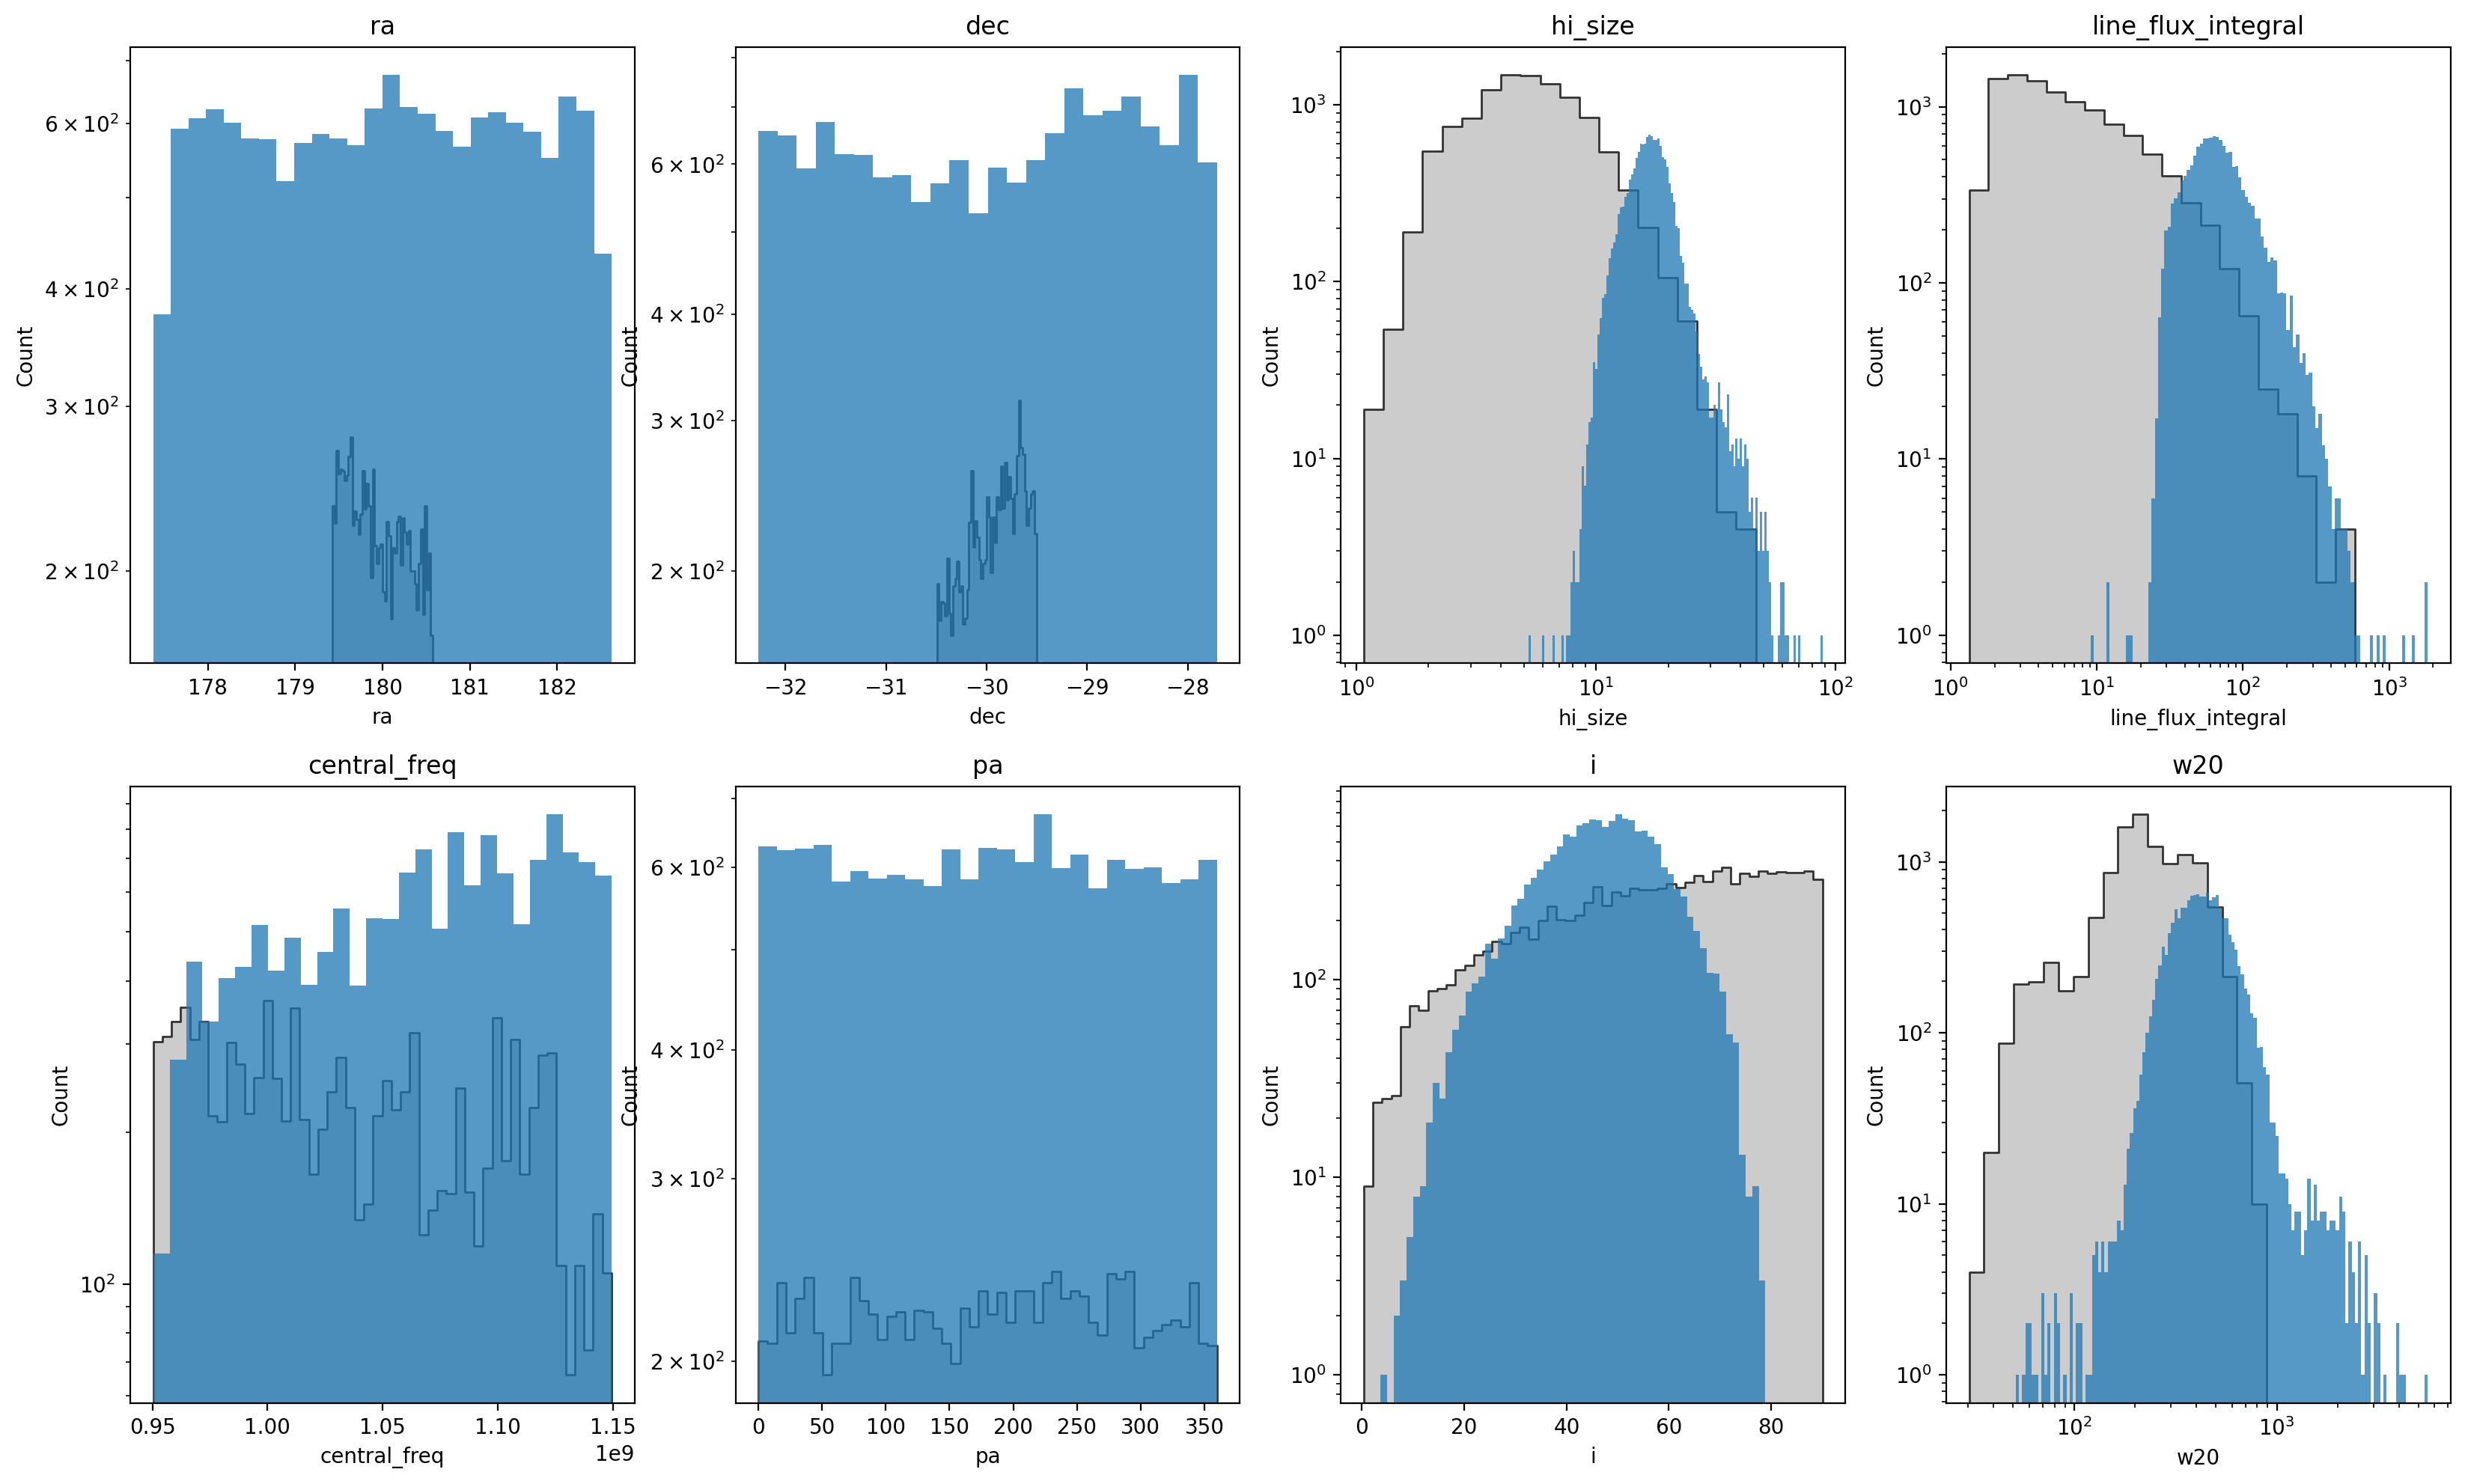 ra
dec
hi_size
line_flux_integral
Count
6 × 10²
4 × 10²
3 × 10²
2 × 10²
178
179
180
181
182
ra
Count
6 × 10²
4 × 10²
3 × 10²
2 × 10²
−32
−31
−30
−29
−28
dec
Count
10³
10²
10¹
10⁰
10⁰
10¹
10²
hi_size
Count
10³
10²
10¹
10⁰
10⁰
10¹
10²
10³
line_flux_integral
central_freq
pa
i
w20
Count
10²
0.95
1.00
1.05
1.10
1.15
1e9
central_freq
Count
6 × 10²
4 × 10²
3 × 10²
2 × 10²
0
50
100
150
200
250
300
350
pa
Count
10²
10¹
10⁰
0
20
40
60
80
i
Count
10³
10²
10¹
10⁰
10²
10³
w20